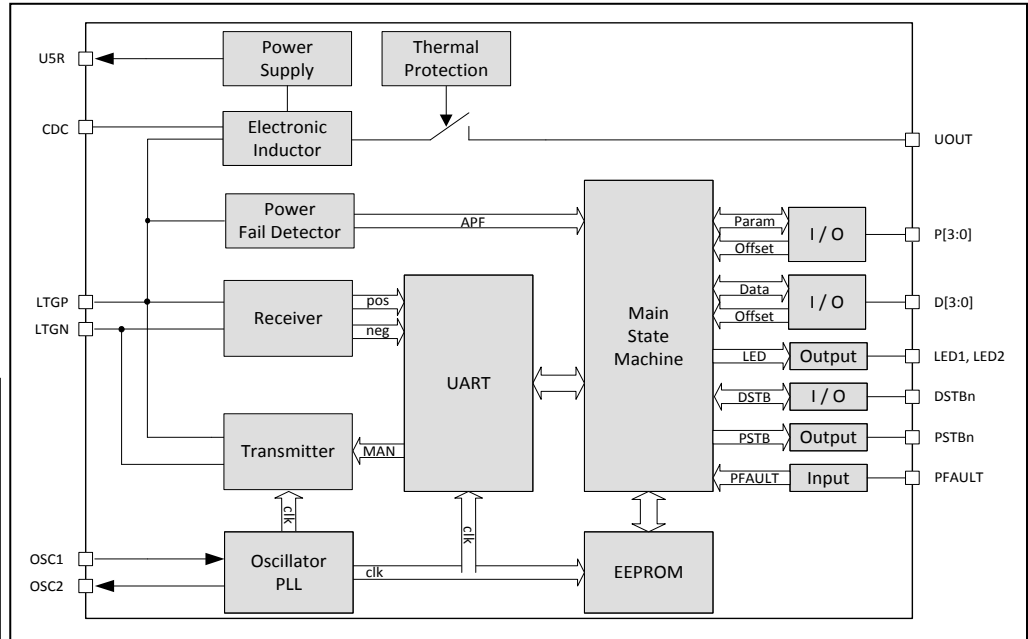 Power
Supply
Thermal
Protection
U5R
CDC
Electronic
Inductor
UOUT
Power
Fail Detector
APF
Param
Offset
I / O
P[3:0]
LTGP
LTGN
Receiver
pos
neg
UART
Main
State
Machine
Data
Offset
I / O
D[3:0]
LED
Output
LED1, LED2
DSTB
I / O
DSTBn
Transmitter
MAN
PSTB
Output
PSTBn
PFAULT
Input
PFAULT
clk
clk
OSC1
OSC2
Oscillator
PLL
clk
EEPROM